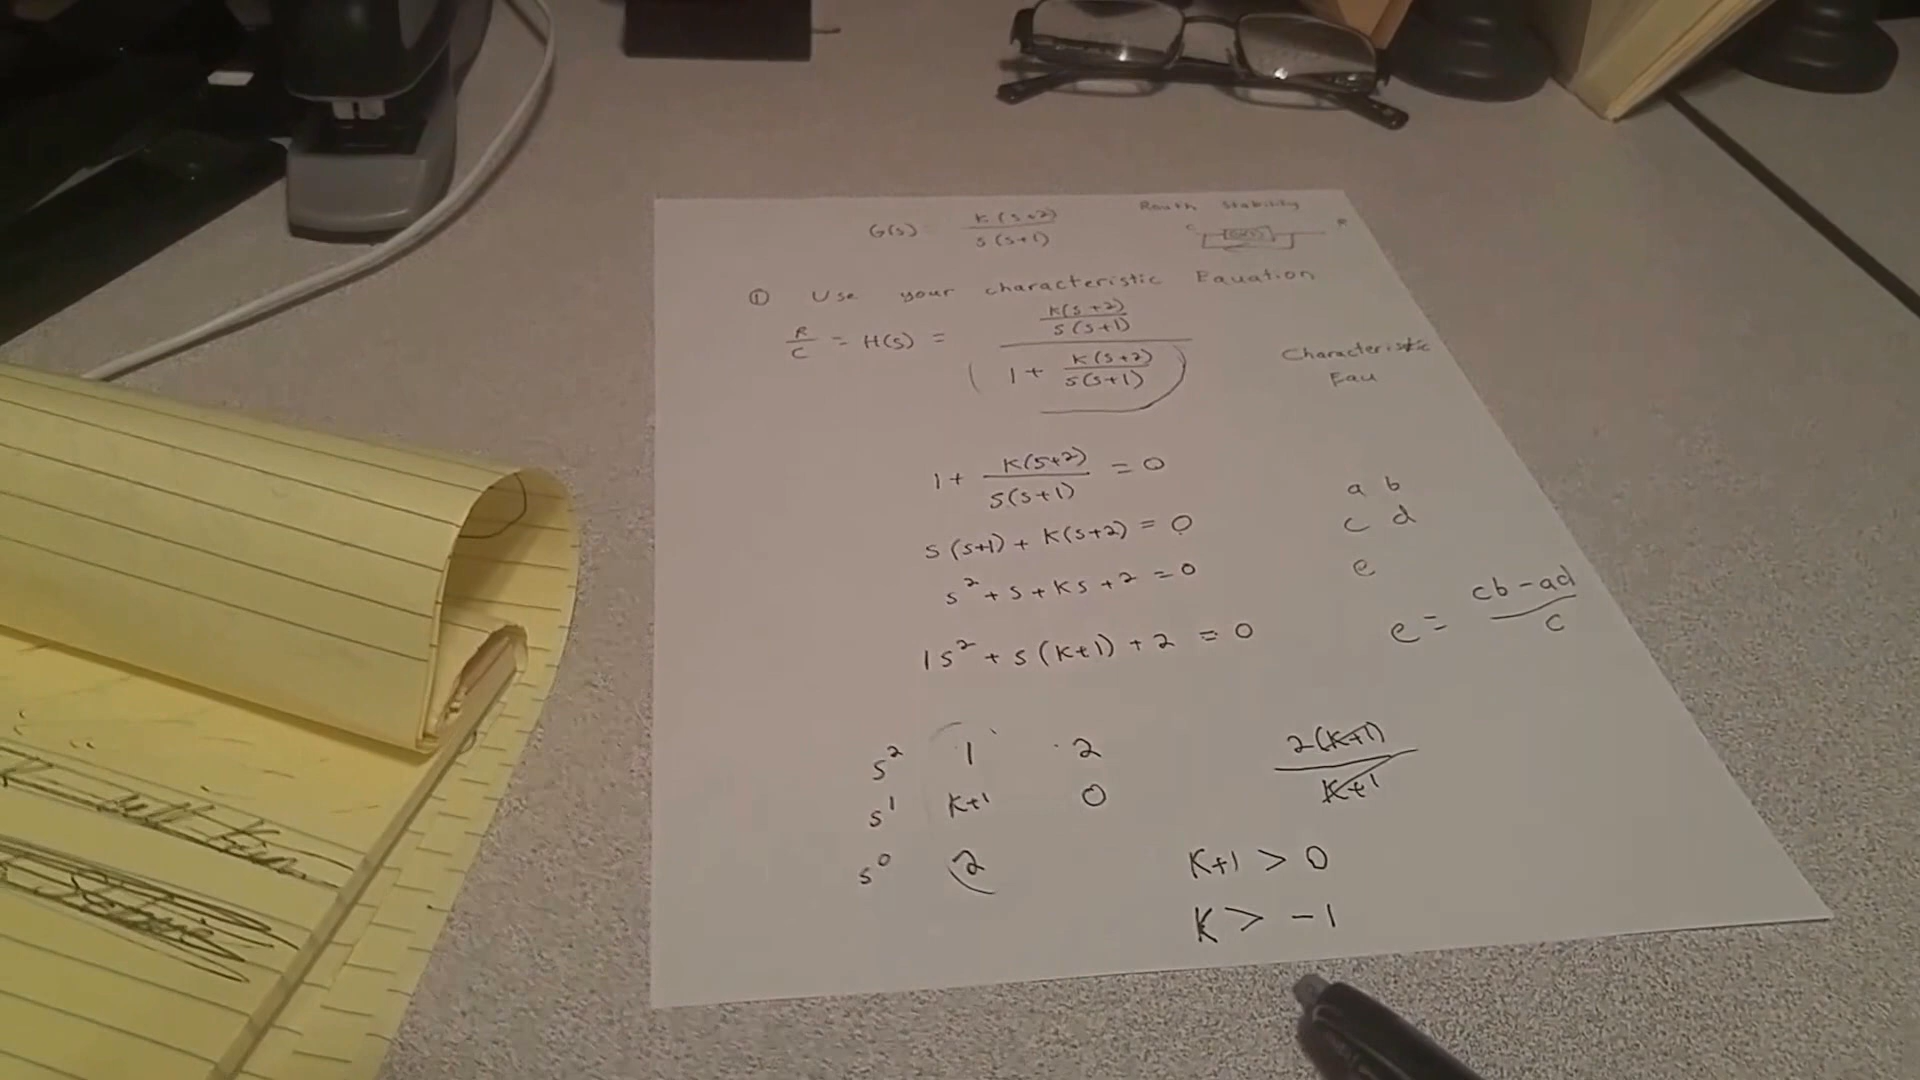 G(s) K(s+2)
s(s+1)
Routh Stability
C G(s) R
① Use your characteristic Equation
R/C = H(s) = K(s+2)/s(s+1)
(1 + K(s+2)/s(s+1))
Characteristic
Equ
1 + K(s+2)/s(s+1) = 0
s(s+1) + K(s+2) = 0
s² + s + Ks + 2 = 0
1s² + s(K+1) + 2 = 0
a b
c d
e
e = cb-ad/c
s² 1 2
s¹ K+1 0
s⁰ 2
2(K+1)/K+1
K+1 > 0
K > -1